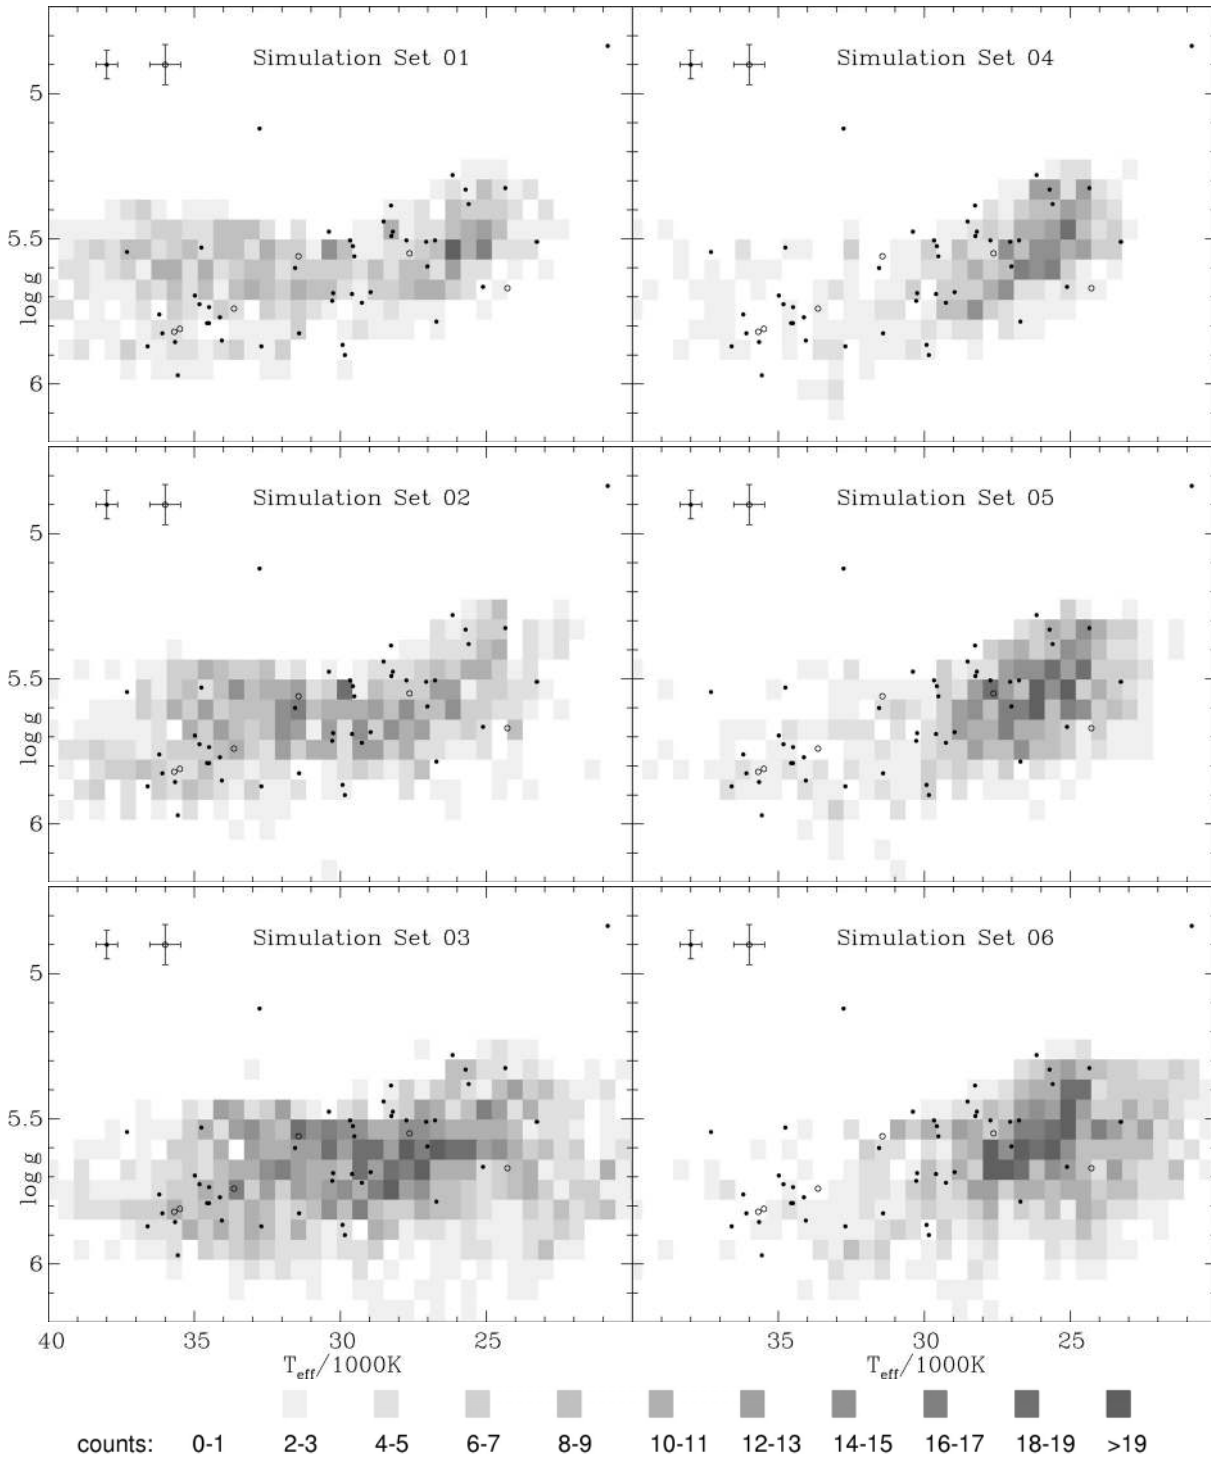 Simulation Set 01
Simulation Set 04
5
5.5
log g
6
Simulation Set 02
Simulation Set 05
5
5.5
log g
6
Simulation Set 03
Simulation Set 06
5
5.5
log g
6
40 35 30 25 35 30 25
T_eff/1000K T_eff/1000K
counts: 0-1 2-3 4-5 6-7 8-9 10-11 12-13 14-15 16-17 18-19 >19